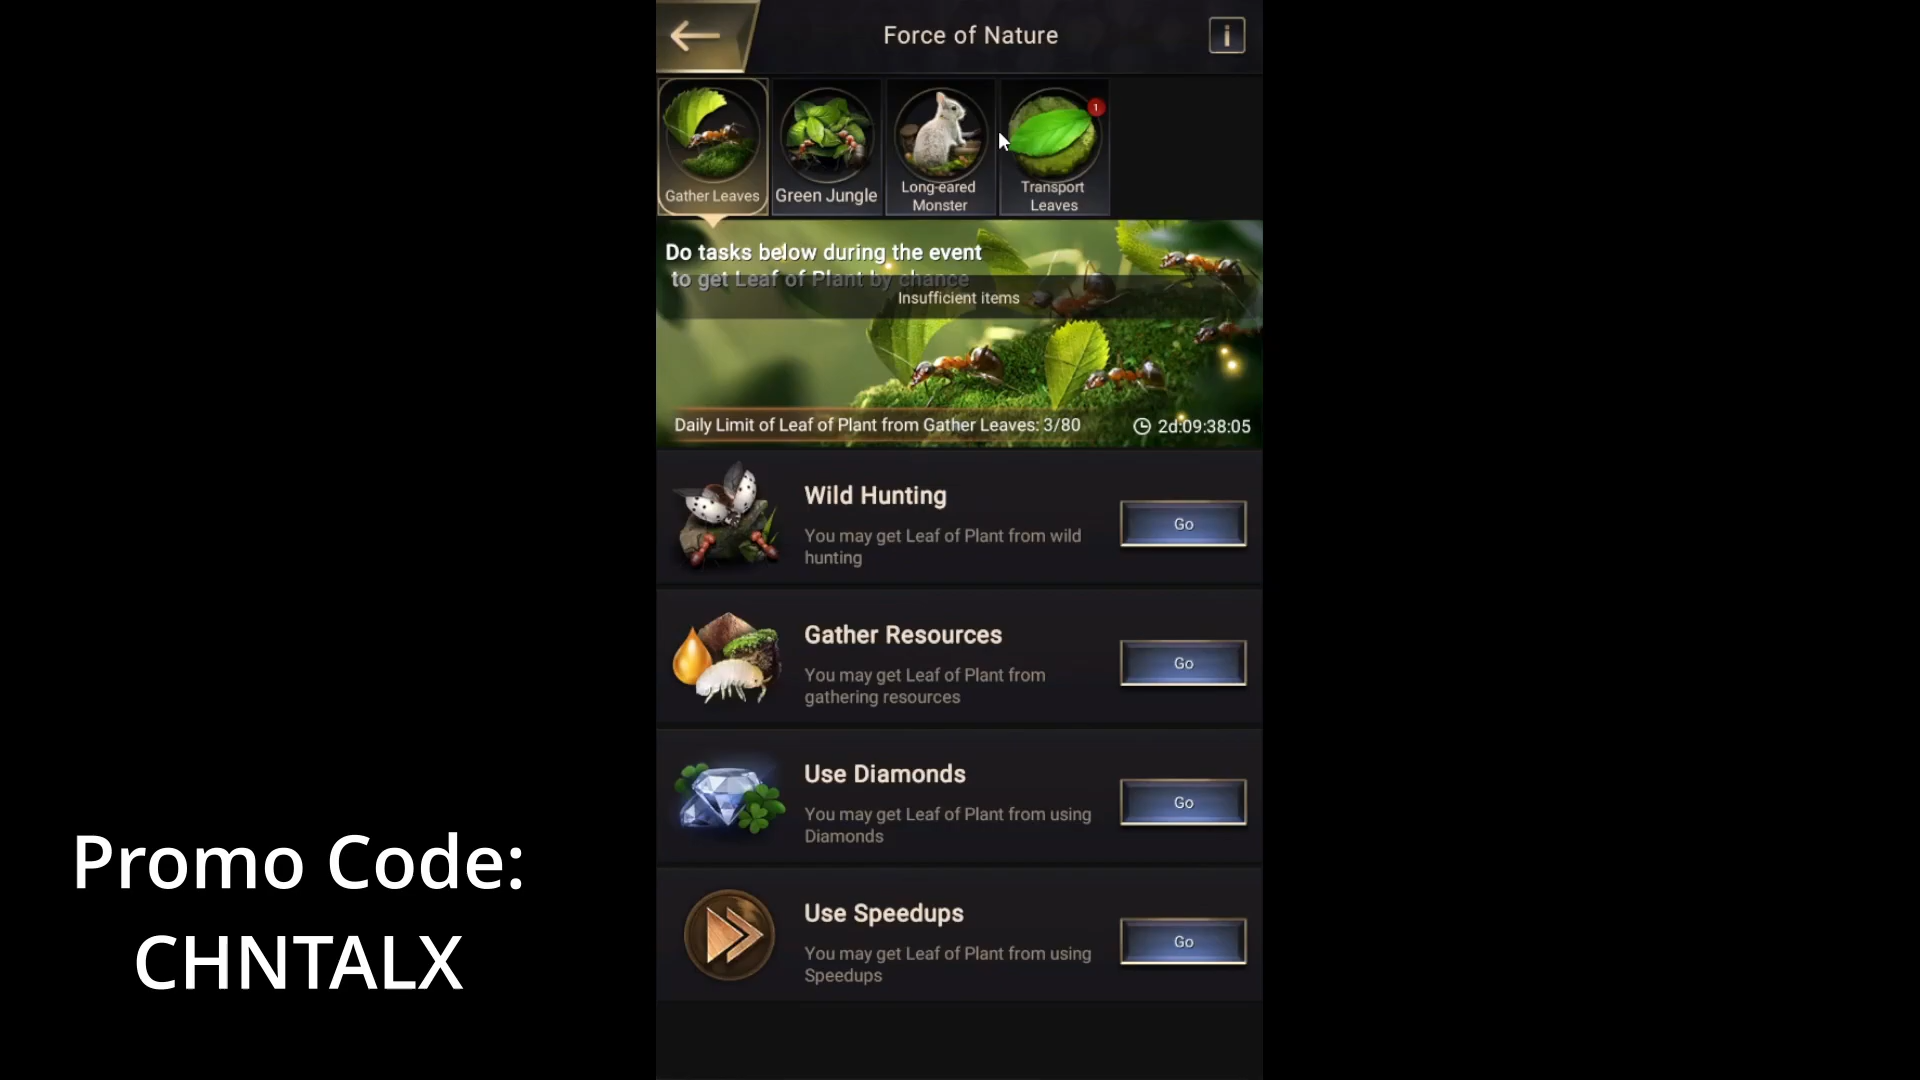 Force of Nature
i
1
Gather Leaves
Green Jungle
Long-eared
Monster
Transport
Leaves
Do tasks below during the event
to get Leaf of Plant by chance
Insufficient items
Daily Limit of Leaf of Plant from Gather Leaves: 3/80
2d:09:38:05
Wild Hunting
You may get Leaf of Plant from wild
hunting
Go
Gather Resources
You may get Leaf of Plant from
gathering resources
Go
Use Diamonds
You may get Leaf of Plant from using
Diamonds
Go
Use Speedups
You may get Leaf of Plant from using
Speedups
Go
Promo Code:
CHNTALX